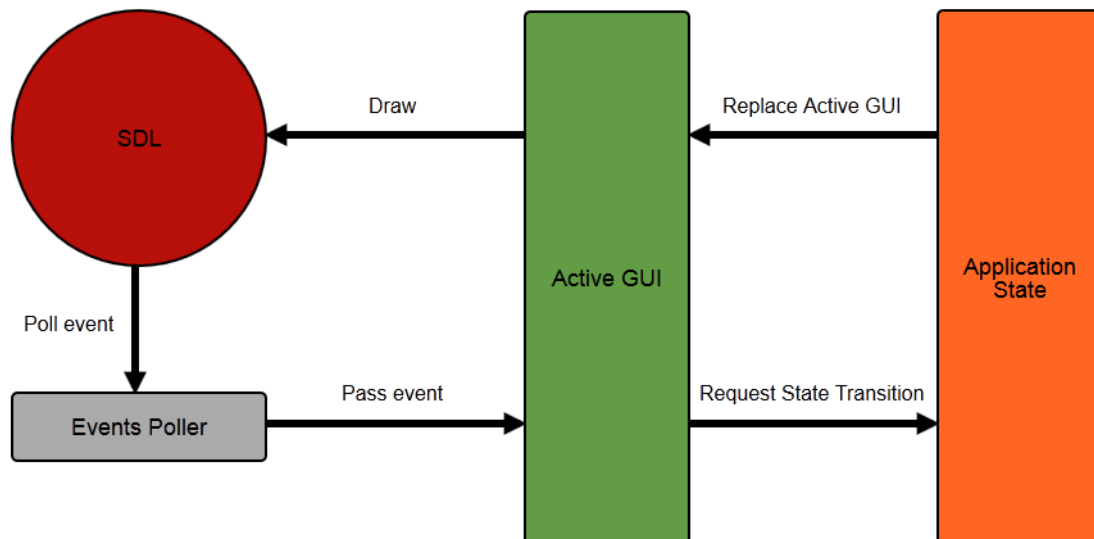 Draw
Replace Active GUI
SDL
Active GUI
Application
State
Poll event
Pass event
Request State Transition
Events Poller